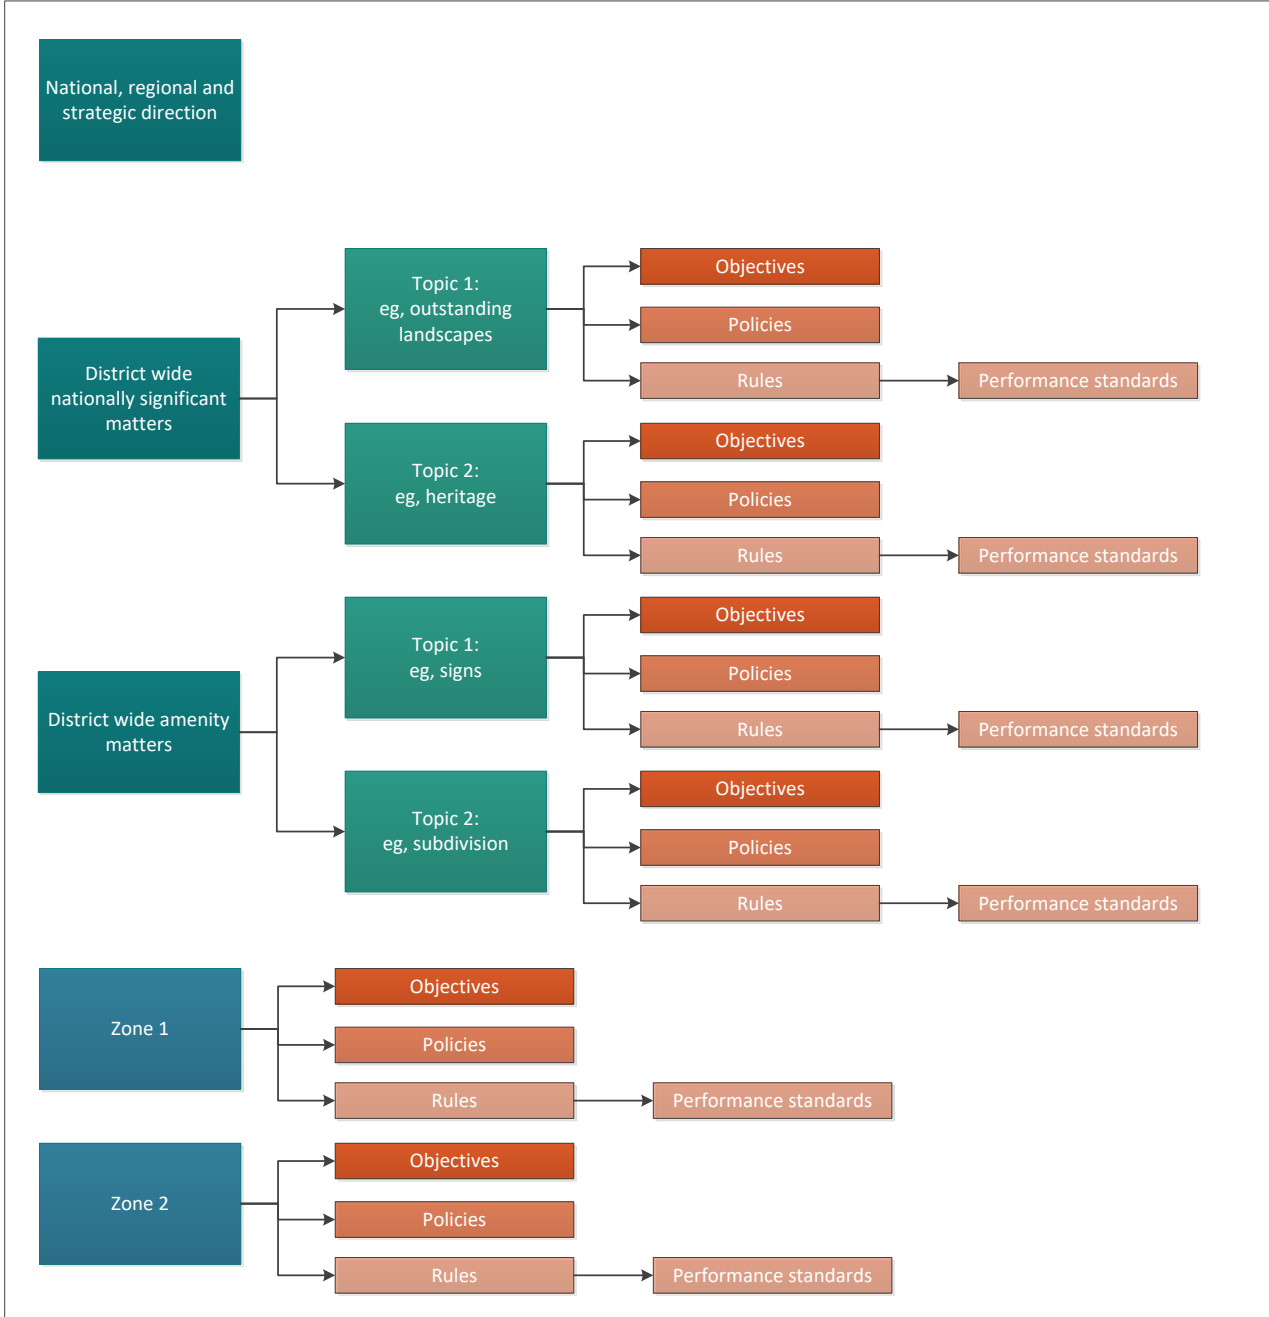 National, regional and
strategic direction
District wide
nationally significant
matters
Topic 1:
eg, outstanding
landscapes
Objectives
Policies
Rules
Performance standards
Topic 2:
eg, heritage
Objectives
Policies
Rules
Performance standards
District wide amenity
matters
Topic 1:
eg, signs
Objectives
Policies
Rules
Performance standards
Topic 2:
eg, subdivision
Objectives
Policies
Rules
Performance standards
Zone 1
Objectives
Policies
Rules
Performance standards
Zone 2
Objectives
Policies
Rules
Performance standards